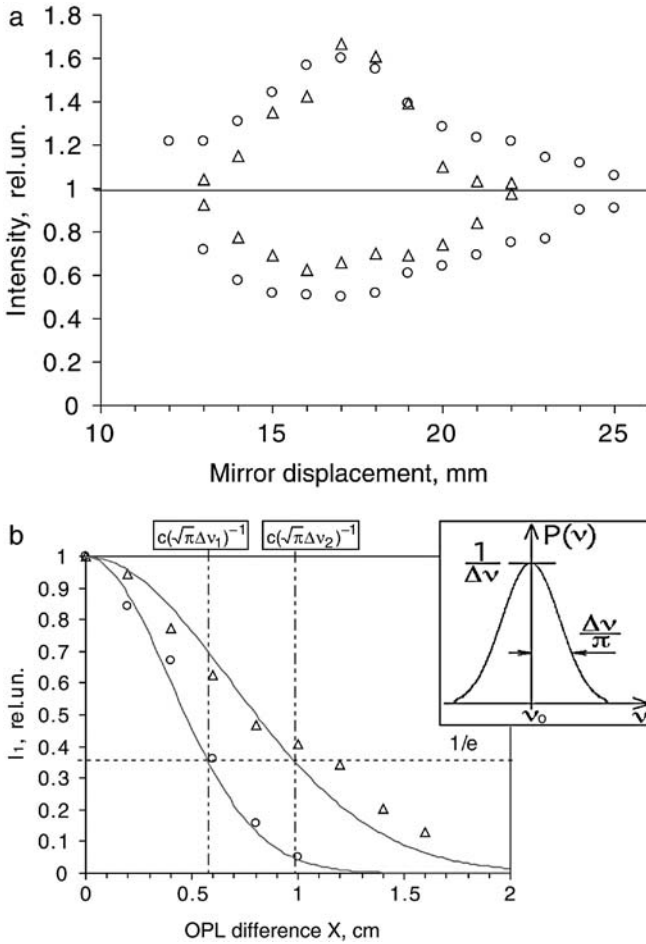 a
Intensity, rel.un.
1.8
1.6
1.4
1.2
1
0.8
0.6
0.4
0.2
0
10 15 20 25
Mirror displacement, mm
b
c(√πΔν₁)⁻¹ c(√πΔν₂)⁻¹
I₁, rel.un.
1
0.9
0.8
0.7
0.6
0.5
0.4
0.3
0.2
0.1
0
0 0.5 1.0 1.5 2
OPL difference X, cm
1/e
P(ν)
1/Δν
Δν/π
ν₀
ν